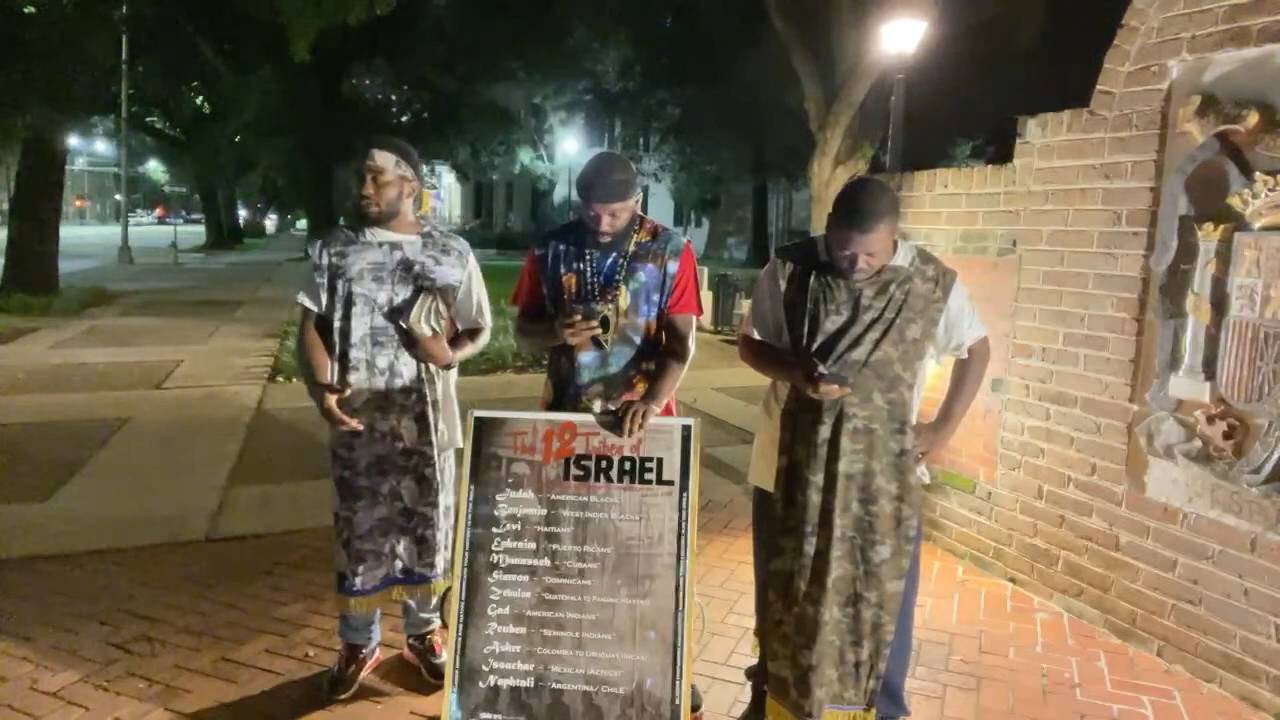 The 12 Tribes of
ISRAEL
Judah - "AMERICAN BLACKS"
Benjamin - "WEST INDIES BLACKS"
Levi - "HAITIANS"
Ephraim - "PUERTO RICANS"
Manasseh - "CUBANS"
Simeon - "DOMINICANS"
Zebulon - "GUATEMALA TO PANAMA (MAYANS)"
Gad - "AMERICAN INDIANS"
Reuben - "SEMINOLE INDIANS"
Asher - "COLOMBIA TO URUGUAY (INCAS)"
Issachar - "MEXICAN (AZTECS)"
Naphtali - "ARGENTINA/ CHILE"